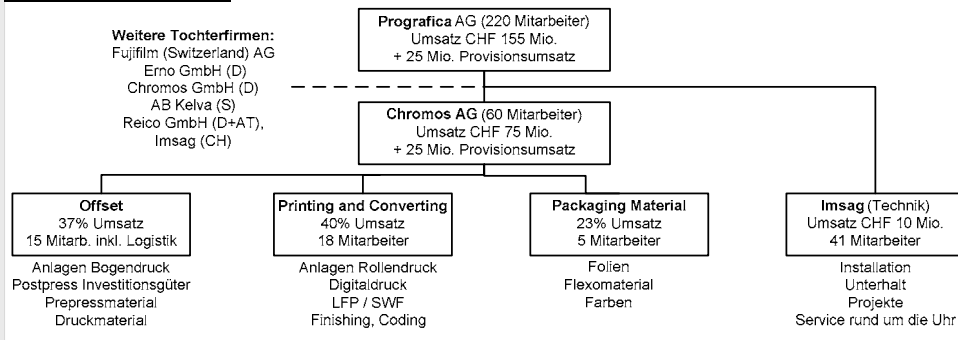 Prografica AG (220 Mitarbeiter)
Umsatz CHF 155 Mio.
+ 25 Mio. Provisionsumsatz
Weitere Tochterfirmen:
Fujifilm (Switzerland) AG
Erno GmbH (D)
Chromos GmbH (D)
AB Kelva (S)
Reico GmbH (D+AT),
Imsag (CH)
Chromos AG (60 Mitarbeiter)
Umsatz CHF 75 Mio.
+ 25 Mio. Provisionsumsatz
Offset
37% Umsatz
15 Mitarb. inkl. Logistik
Anlagen Bogendruck
Postpress Investitionsgüter
Prepressmaterial
Druckmaterial
Printing and Converting
40% Umsatz
18 Mitarbeiter
Anlagen Rollendruck
Digitaldruck
LFP / SWF
Finishing, Coding
Packaging Material
23% Umsatz
5 Mitarbeiter
Folien
Flexomaterial
Farben
Imsag (Technik)
Umsatz CHF 10 Mio.
41 Mitarbeiter
Installation
Unterhalt
Projekte
Service rund um die Uhr